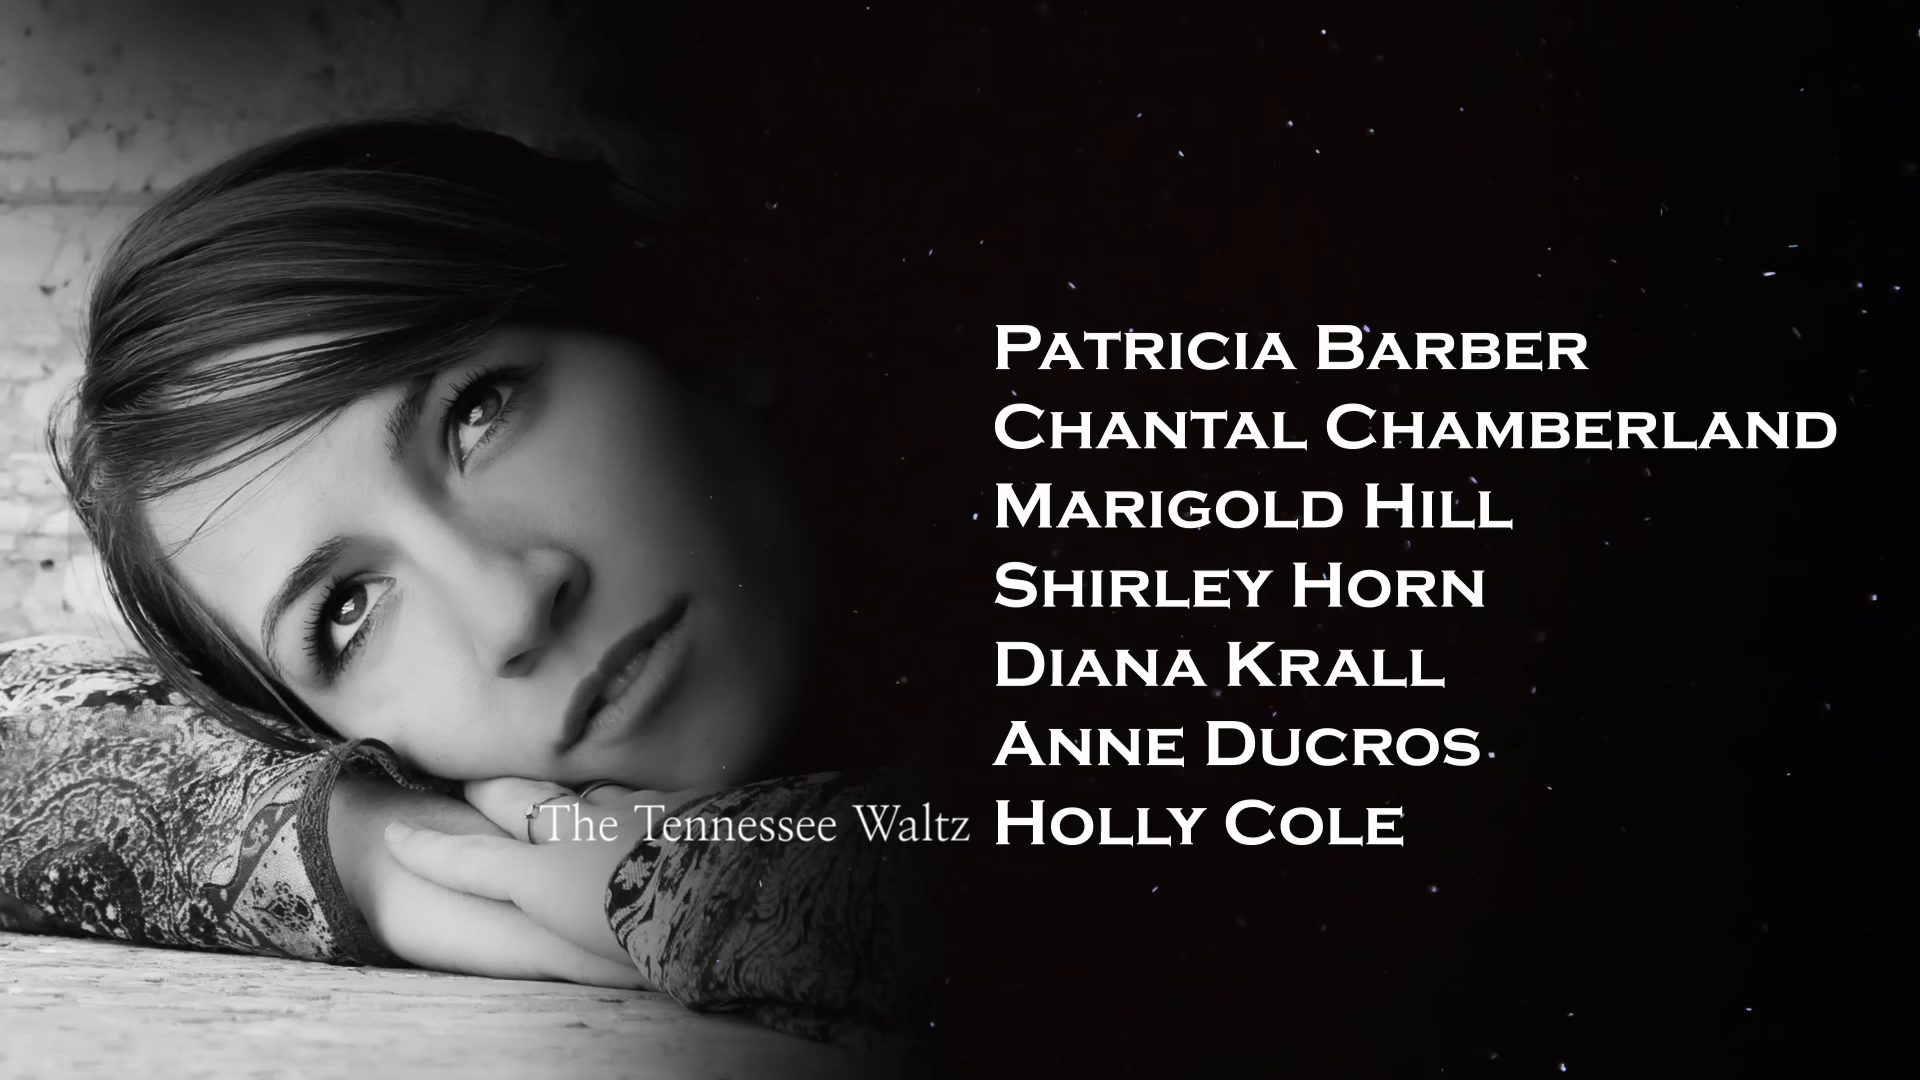 Patricia Barber
Chantal Chamberland
Marigold Hill
Shirley Horn
Diana Krall
Anne Ducros
The Tennessee Waltz Holly Cole